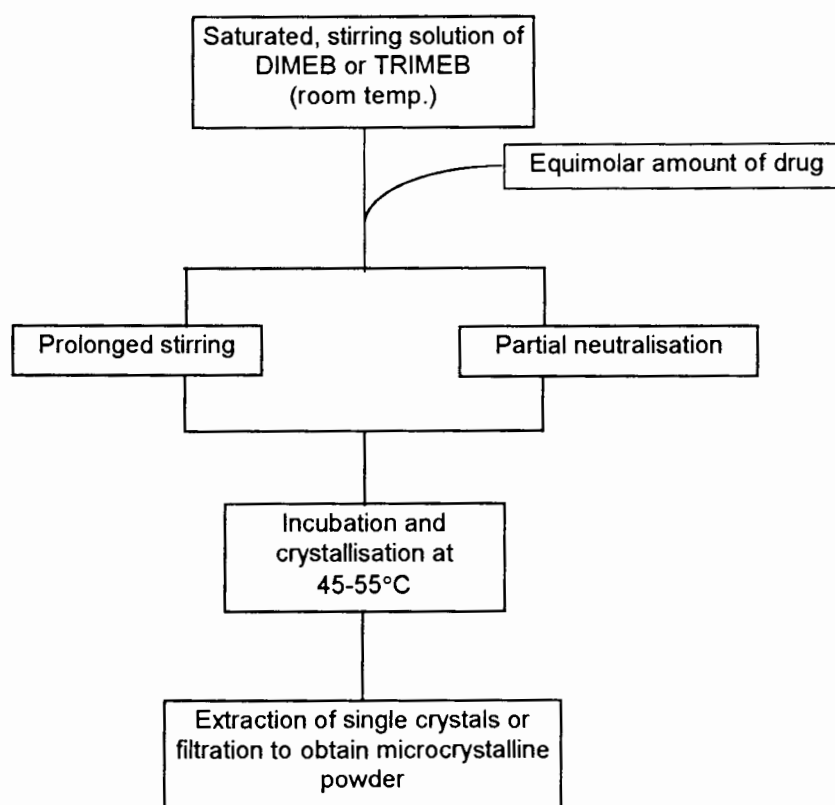 Saturated, stirring solution of
DIMEB or TRIMEB
(room temp.)
Equimolar amount of drug
Prolonged stirring
Partial neutralisation
Incubation and
crystallisation at
45-55°C
Extraction of single crystals or
filtration to obtain microcrystalline
powder